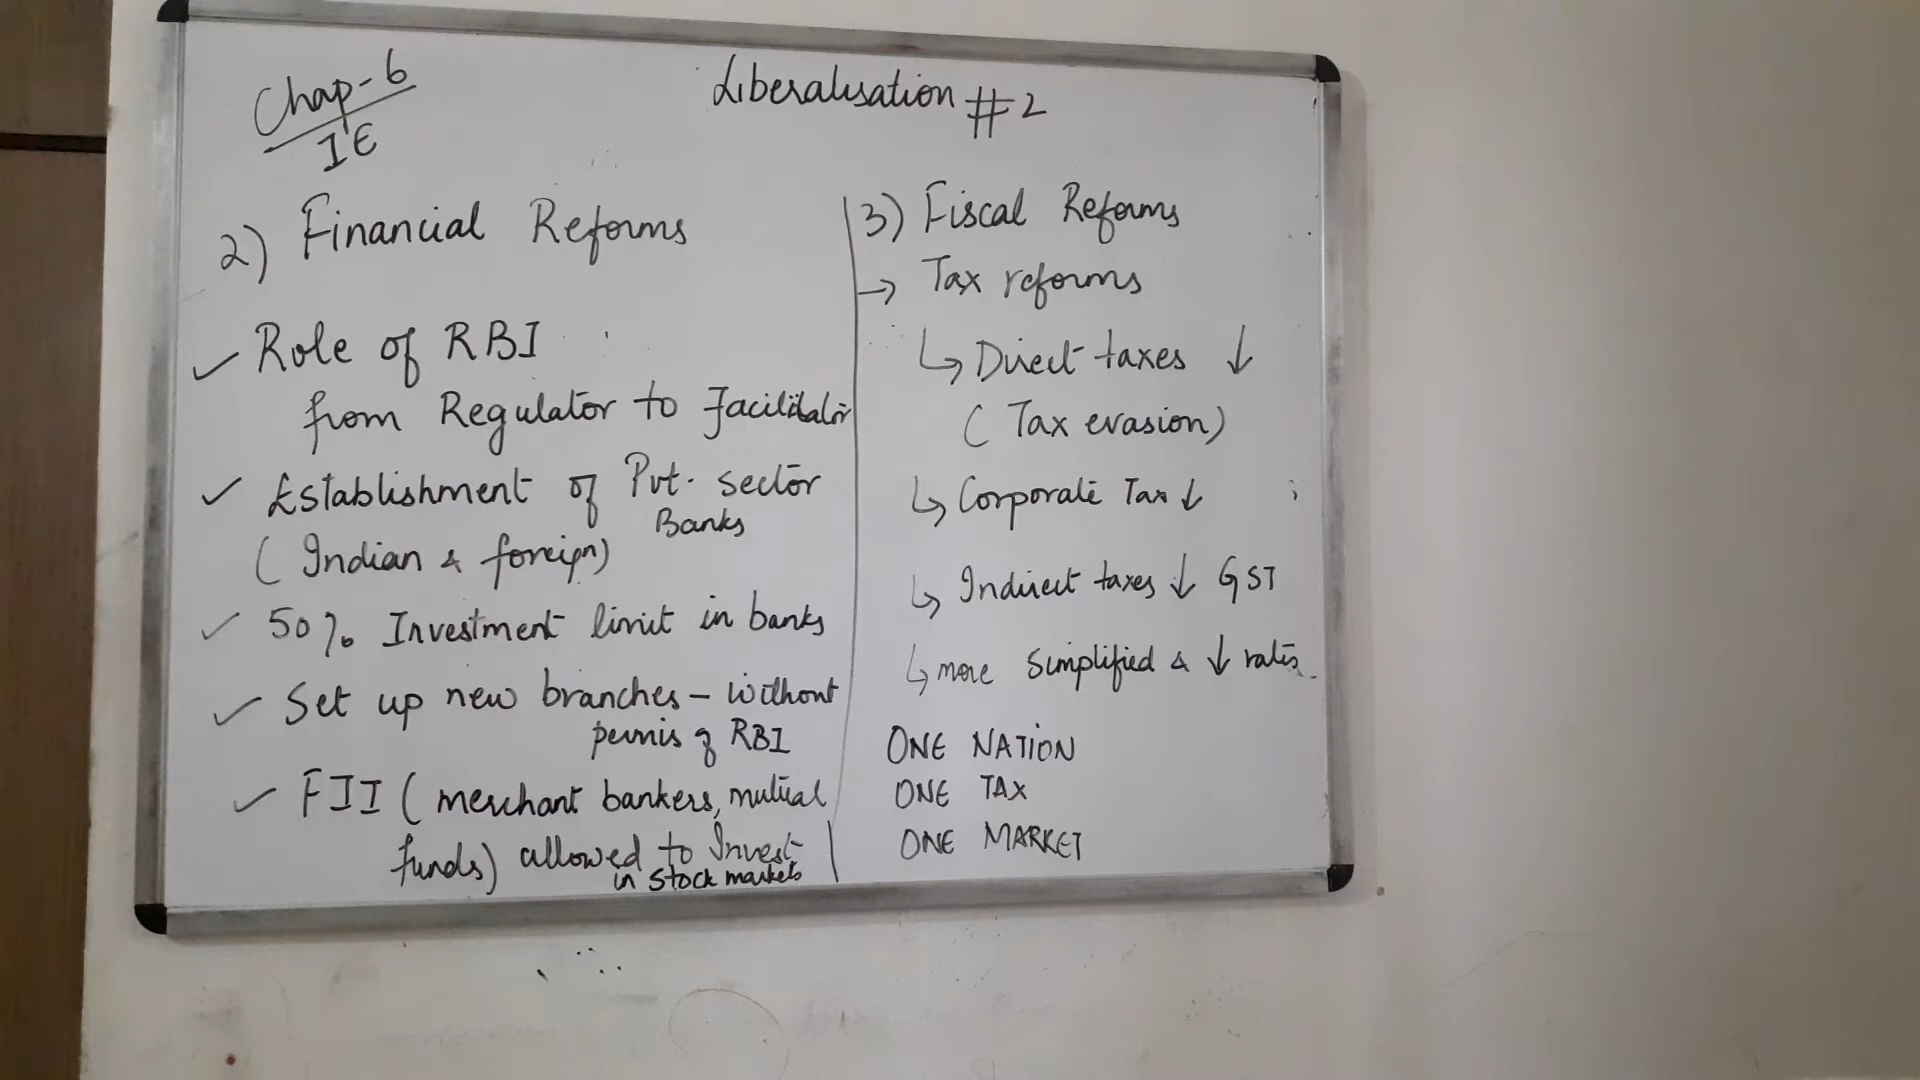 Chap-6
IE
Liberalisation #2
2) Financial Reforms
✓ Role of RBI
from Regulator to facilitator
✓ Establishment of Pvt. sector
Banks
(Indian & foreign)
✓ 50% Investment limit in banks
✓ Set up new branches - without
permis of RBI
✓ FII (merchant bankers, mutual
funds) allowed to Invest
in stock markets
3) Fiscal Reforms
→ Tax reforms
↳ Direct taxes ↓
(Tax evasion)
↳ Corporate Tax ↓
↳ Indirect taxes ↓ GST
↳ more simplified & ↓ rates
ONE NATION
ONE TAX
ONE MARKET